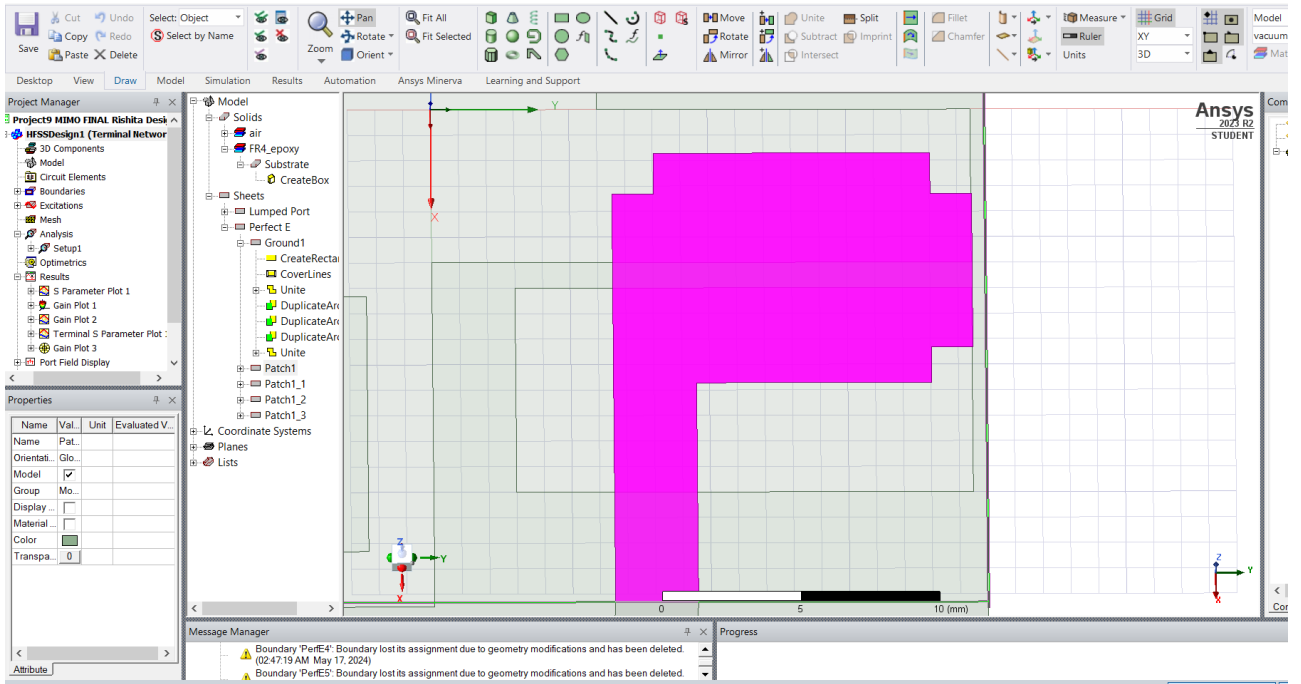 Save
Cut
Undo
Copy
Redo
Paste
Delete
Select: Object
Select by Name
Zoom
Pan
Rotate
Orient
Fit All
Fit Selected
Move
Rotate
Mirror
Unite
Split
Subtract
Imprint
Intersect
Fillet
Chamfer
Measure
Ruler
Units
Grid
XY
3D
Model
vacuum
Mat
Desktop View Draw Model Simulation Results Automation Ansys Minerva Learning and Support
Project Manager
Project9 MIMO FINAL Rishita Desi
HFSSDesign1 (Terminal Networ
3D Components
Model
Circuit Elements
Boundaries
Excitations
Mesh
Analysis
Setup1
Optimetrics
Results
S Parameter Plot 1
Gain Plot 1
Gain Plot 2
Terminal S Parameter Plot
Gain Plot 3
Port Field Display
Properties
Name Val... Unit Evaluated V...
Name Pat...
Orientati... Glo...
Model
Group Mo...
Display ...
Material ...
Color
Transpa... 0
Attribute
Model
Solids
air
FR4_epoxy
Substrate
CreateBox
Sheets
Lumped Port
Perfect E
Ground1
CreateRecta
CoverLines
Unite
DuplicateAro
DuplicateAro
DuplicateAro
Unite
Patch1
Patch1_1
Patch1_2
Patch1_3
Coordinate Systems
Planes
Lists
Y
X
Ansys
2023 R2
STUDENT
Z
Y
X
0 5 10 (mm)
Z
Y
X
Com
Con
Message Manager
Boundary 'PerfE4': Boundary lost its assignment due to geometry modifications and has been deleted.
(02:47:19 AM May 17, 2024)
Boundary 'PerfE5': Boundary lost its assignment due to geometry modifications and has been deleted.
Progress